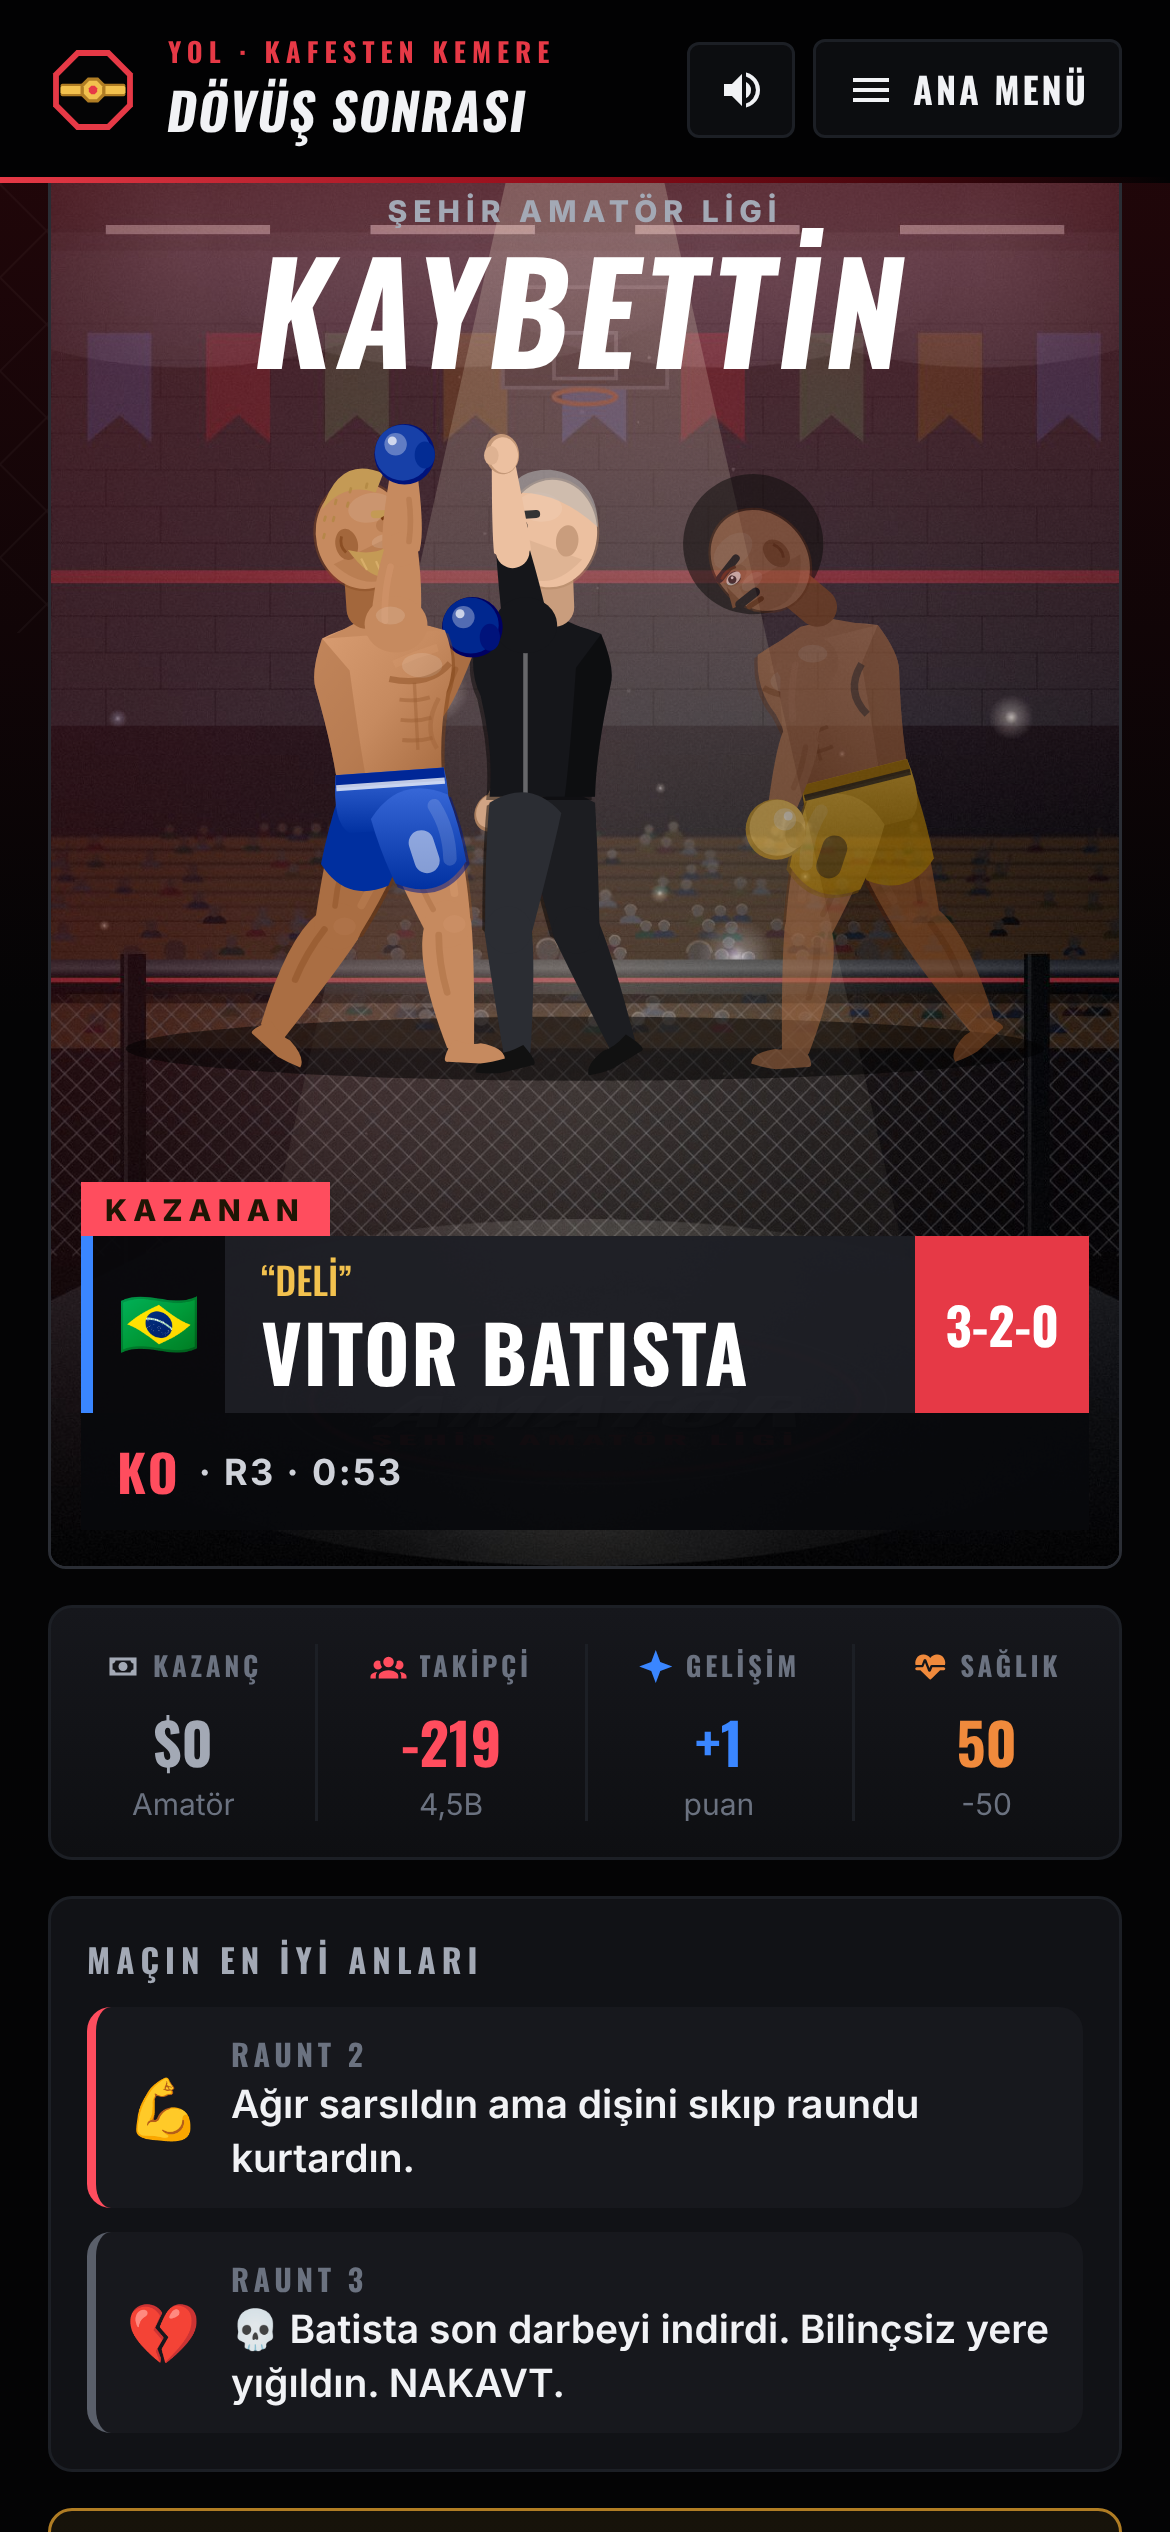 YOL · KAFESTEN KEMERE
DÖVÜŞ SONRASI
ANA MENÜ
ŞEHİR AMATÖR LİGİ
KAYBETTİN
KAZANAN
“DELİ”
VITOR BATISTA
3-2-0
KO · R3 · 0:53
KAZANÇ
$0
Amatör
TAKİPÇİ
-219
4,5B
GELİŞİM
+1
puan
SAĞLIK
50
-50
MAÇIN EN İYİ ANLARI
RAUNT 2
Ağır sarsıldın ama dişini sıkıp raundu
kurtardın.
RAUNT 3
💀 Batista son darbeyi indirdi. Bilinçsiz yere
yığıldın. NAKAVT.